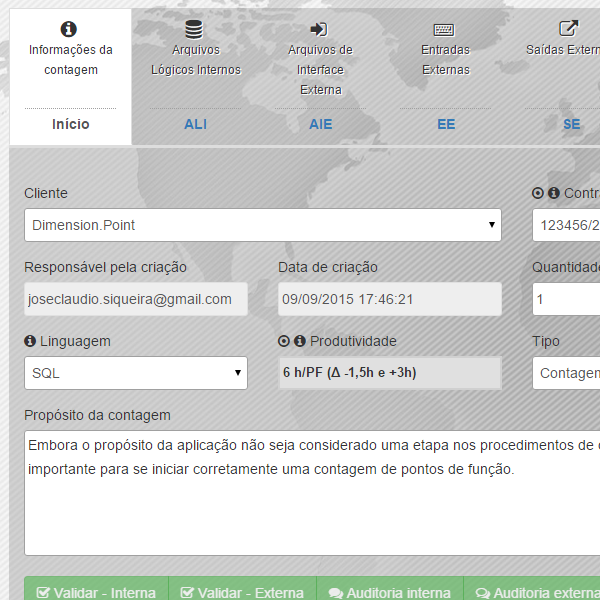 Informações da
contagem
Início
Arquivos
Lógicos Internos
ALI
Arquivos de
Interface
Externa
AIE
Entradas
Externas
EE
Saídas Extern
SE
Cliente
Contr
Dimension.Point
123456/2
Responsável pela criação
Data de criação
Quantidade
joseclaudio.siqueira@gmail.com
09/09/2015 17:46:21
1
Linguagem
Produtividade
Tipo
SQL
6 h/PF (Δ -1,5h e +3h)
Contagem
Propósito da contagem
Embora o propósito da aplicação não seja considerado uma etapa nos procedimentos de
importante para se iniciar corretamente uma contagem de pontos de função.
Validar - Interna
Validar - Externa
Auditoria interna
Auditoria externa